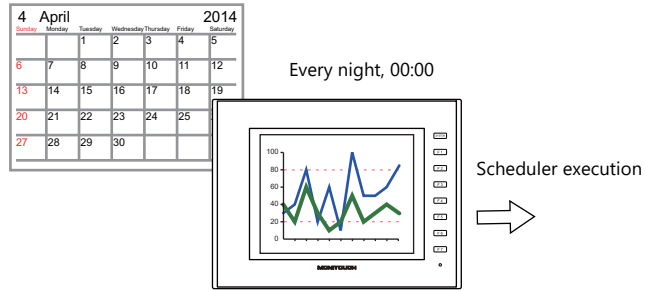 4 April 2014
Sunday Monday Tuesday Wednesday Thursday Friday Saturday
1 2 3 4 5
6 7 8 9 10 11 12
13 14 15 16 17 18 19
20 21 22 23 24 25
27 28 29 30
Every night, 00:00
100
80
60
40
20
0
MONITOUCH
Scheduler execution